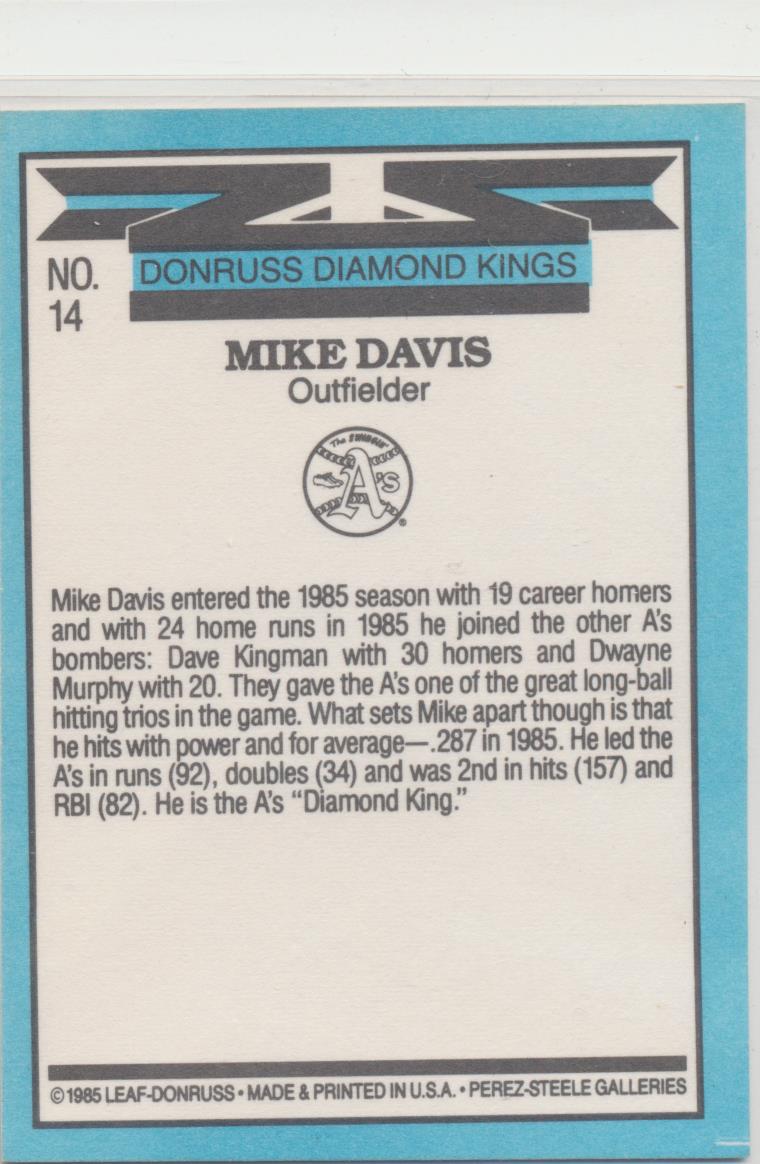 NO.
14
DONRUSS DIAMOND KINGS
MIKE DAVIS
Outfielder
The SWINGIN'
A's
®
Mike Davis entered the 1985 season with 19 career homers
and with 24 home runs in 1985 he joined the other A's
bombers: Dave Kingman with 30 homers and Dwayne
Murphy with 20. They gave the A's one of the great long-ball
hitting trios in the game. What sets Mike apart though is that
he hits with power and for average—.287 in 1985. He led the
A's in runs (92), doubles (34) and was 2nd in hits (157) and
RBI (82). He is the A's “Diamond King.”
©1985 LEAF-DONRUSS • MADE & PRINTED IN U.S.A. • PEREZ-STEELE GALLERIES